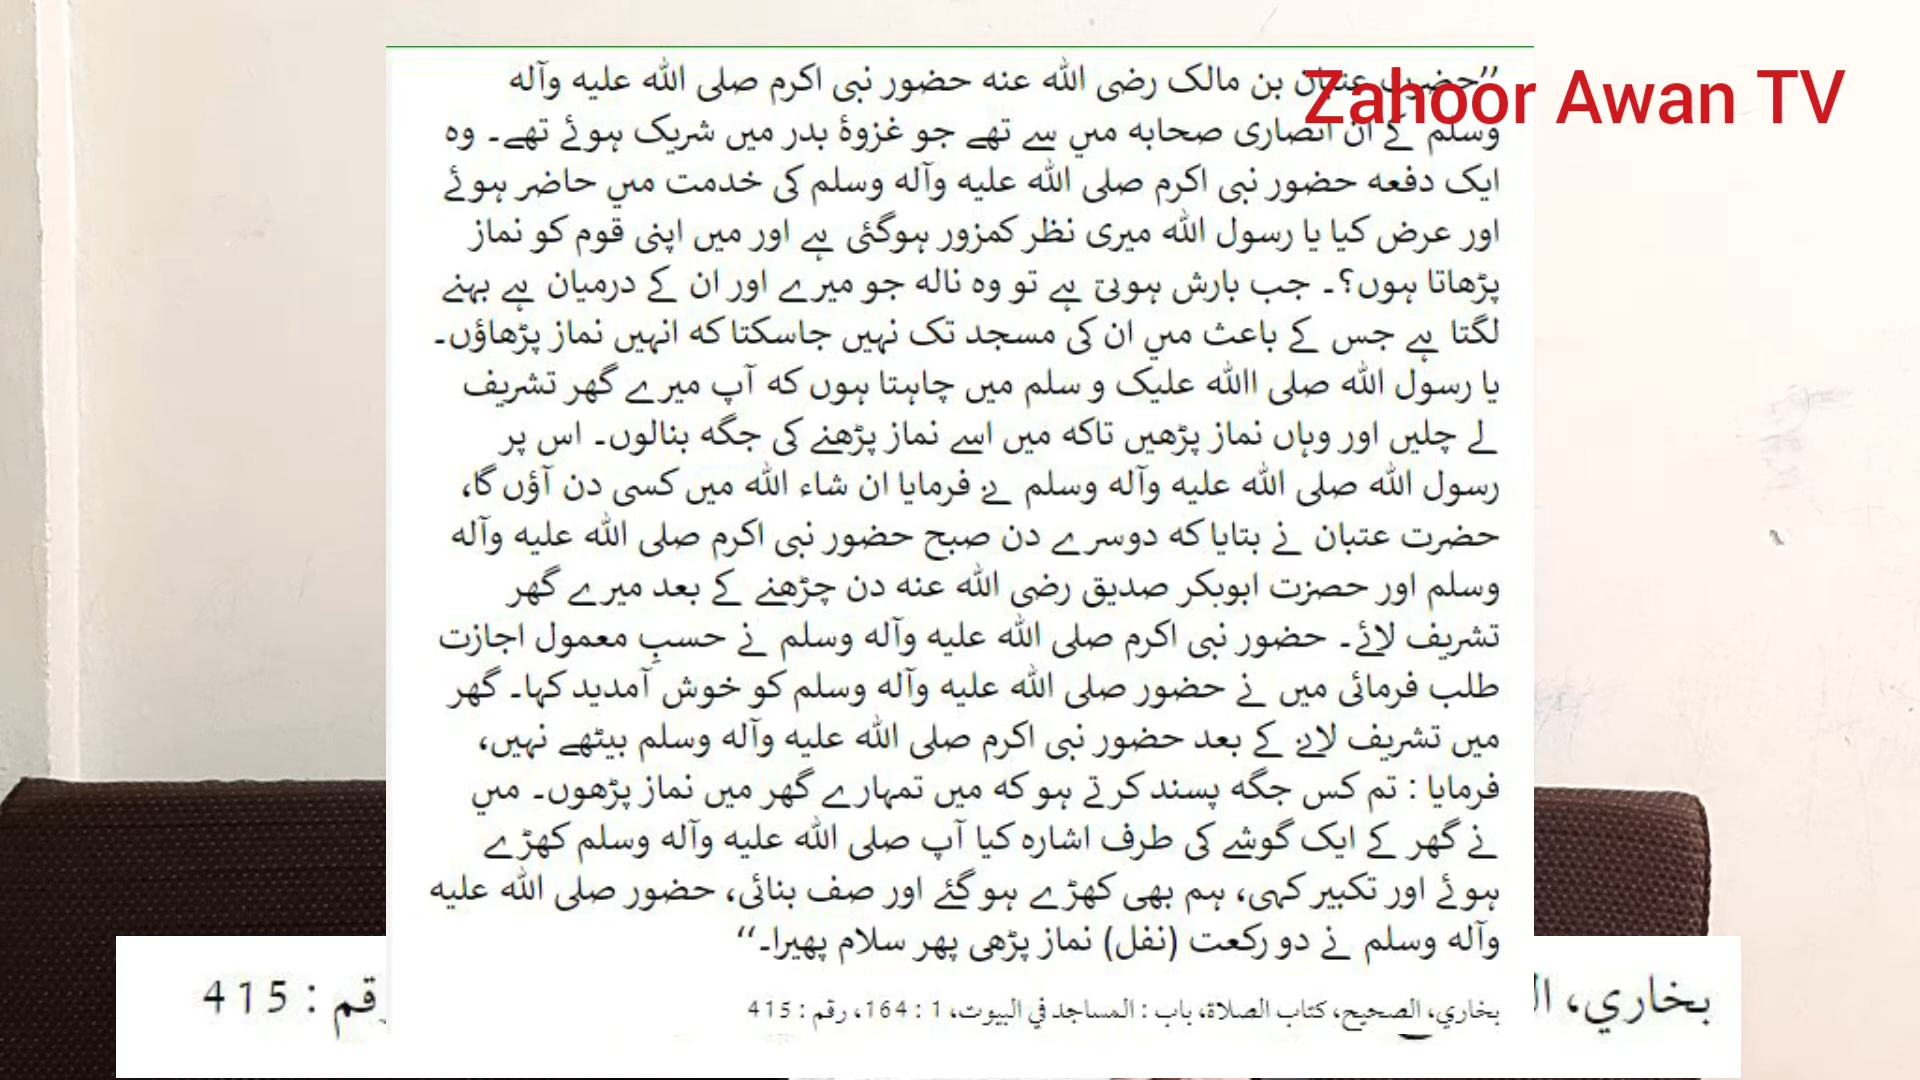 Zahoor Awan TV
’’حضرت عتبان بن مالک رضی اللہ عنہ حضور نبی اکرم صلی اللہ علیہ وآلہ
وسلم کے ان انصاری صحابہ میں سے تھے جو غزوۂ بدر میں شریک ہوئے تھے۔ وہ
ایک دفعہ حضور نبی اکرم صلی اللہ علیہ وآلہ وسلم کی خدمت میں حاضر ہوئے
اور عرض کیا یا رسول اللہ میری نظر کمزور ہوگئی ہے اور میں اپنی قوم کو نماز
پڑھاتا ہوں؟۔ جب بارش ہوتی ہے تو وہ نالہ جو میرے اور ان کے درمیان ہے بہنے
لگتا ہے جس کے باعث میں ان کی مسجد تک نہیں جاسکتا کہ انہیں نماز پڑھاؤں۔
یا رسول اللہ صلی اﷲ علیک و سلم میں چاہتا ہوں کہ آپ میرے گھر تشریف
لے چلیں اور وہاں نماز پڑھیں تاکہ میں اسے نماز پڑھنے کی جگہ بنالوں۔ اس پر
رسول اللہ صلی اللہ علیہ وآلہ وسلم نے فرمایا ان شاء اللہ میں کسی دن آؤں گا،
حضرت عتبان نے بتایا کہ دوسرے دن صبح حضور نبی اکرم صلی اللہ علیہ وآلہ
وسلم اور حصزت ابوبکر صدیق رضی اللہ عنہ دن چڑھنے کے بعد میرے گھر
تشریف لائے۔ حضور نبی اکرم صلی اللہ علیہ وآلہ وسلم نے حسبِ معمول اجازت
طلب فرمائی میں نے حضور صلی اللہ علیہ وآلہ وسلم کو خوش آمدید کہا۔ گھر
میں تشریف لانے کے بعد حضور نبی اکرم صلی اللہ علیہ وآلہ وسلم بیٹھے نہیں،
فرمایا : تم کس جگہ پسند کرتے ہو کہ میں تمہارے گھر میں نماز پڑھوں۔ میں
نے گھر کے ایک گوشے کی طرف اشارہ کیا آپ صلی اللہ علیہ وآلہ وسلم کھڑے
ہوئے اور تکبیر کہی، ہم بھی کھڑے ہوگئے اور صف بنائی، حضور صلی اللہ علیہ
وآلہ وسلم نے دو رکعت (نفل) نماز پڑھی پھر سلام پھیرا۔‘‘
بخاري، الصحيح، کتاب الصلاة، باب : المساجد في البيوت، 1 : 164، رقم : 415
بخاري، رقم : 415